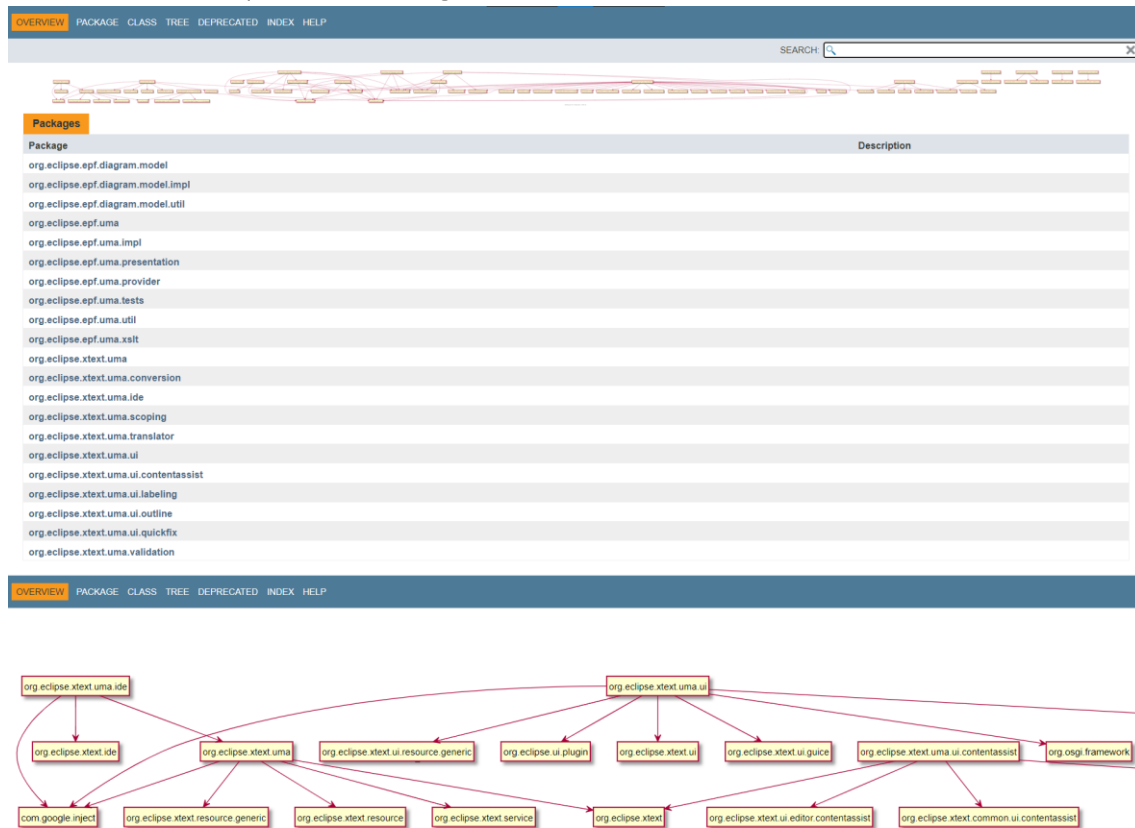 OVERVIEW PACKAGE CLASS TREE DEPRECATED INDEX HELP
SEARCH:
Packages
Package Description
org.eclipse.epf.diagram.model
org.eclipse.epf.diagram.model.impl
org.eclipse.epf.diagram.model.util
org.eclipse.epf.uma
org.eclipse.epf.uma.impl
org.eclipse.epf.uma.presentation
org.eclipse.epf.uma.provider
org.eclipse.epf.uma.tests
org.eclipse.epf.uma.util
org.eclipse.epf.uma.xslt
org.eclipse.xtext.uma
org.eclipse.xtext.uma.conversion
org.eclipse.xtext.uma.ide
org.eclipse.xtext.uma.scoping
org.eclipse.xtext.uma.translator
org.eclipse.xtext.uma.ui
org.eclipse.xtext.uma.ui.contentassist
org.eclipse.xtext.uma.ui.labeling
org.eclipse.xtext.uma.ui.outline
org.eclipse.xtext.uma.ui.quickfix
org.eclipse.xtext.uma.validation
OVERVIEW PACKAGE CLASS TREE DEPRECATED INDEX HELP
org.eclipse.xtext.uma.ide org.eclipse.xtext.uma.ui
org.eclipse.xtext.ide org.eclipse.xtext.uma org.eclipse.xtext.ui.resource.generic org.eclipse.ui.plugin org.eclipse.xtext.ui org.eclipse.xtext.ui.guice org.eclipse.xtext.uma.ui.contentassist org.osgi.framework
com.google.inject org.eclipse.xtext.resource.generic org.eclipse.xtext.resource org.eclipse.xtext.service org.eclipse.xtext org.eclipse.xtext.ui.editor.contentassist org.eclipse.xtext.common.ui.contentassist